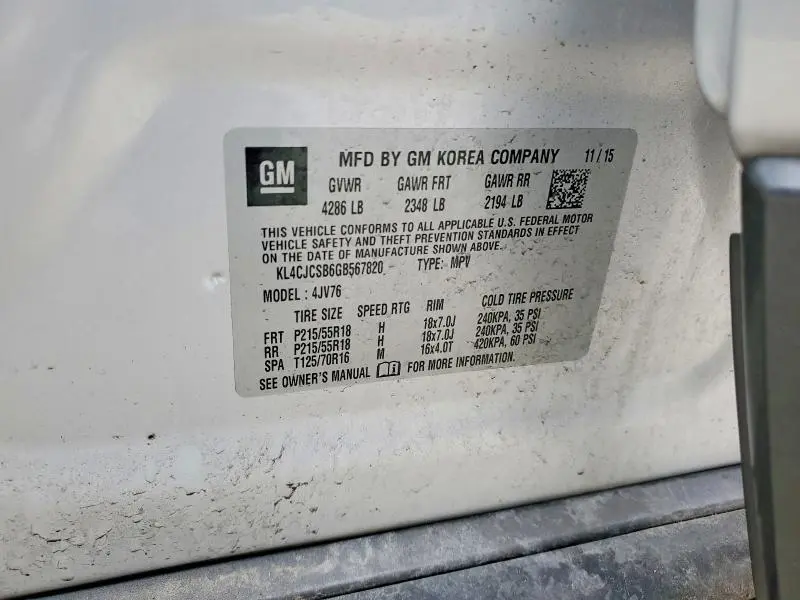 GM
MFD BY GM KOREA COMPANY 11/15
GVWR GAWR FRT GAWR RR
4286 LB 2348 LB 2194 LB
THIS VEHICLE CONFORMS TO ALL APPLICABLE U.S. FEDERAL MOTOR
VEHICLE SAFETY AND THEFT PREVENTION STANDARDS IN EFFECT
ON THE DATE OF MANUFACTURE SHOWN ABOVE.
KL4CJCSB6GB567820 TYPE: MPV
MODEL: 4JV76
TIRE SIZE SPEED RTG RIM COLD TIRE PRESSURE
FRT P215/55R18 H 18x7.0J 240KPA, 35 PSI
RR P215/55R18 H 18x7.0J 240KPA, 35 PSI
SPA T125/70R16 M 16x4.0T 420KPA, 60 PSI
SEE OWNER'S MANUAL FOR MORE INFORMATION.